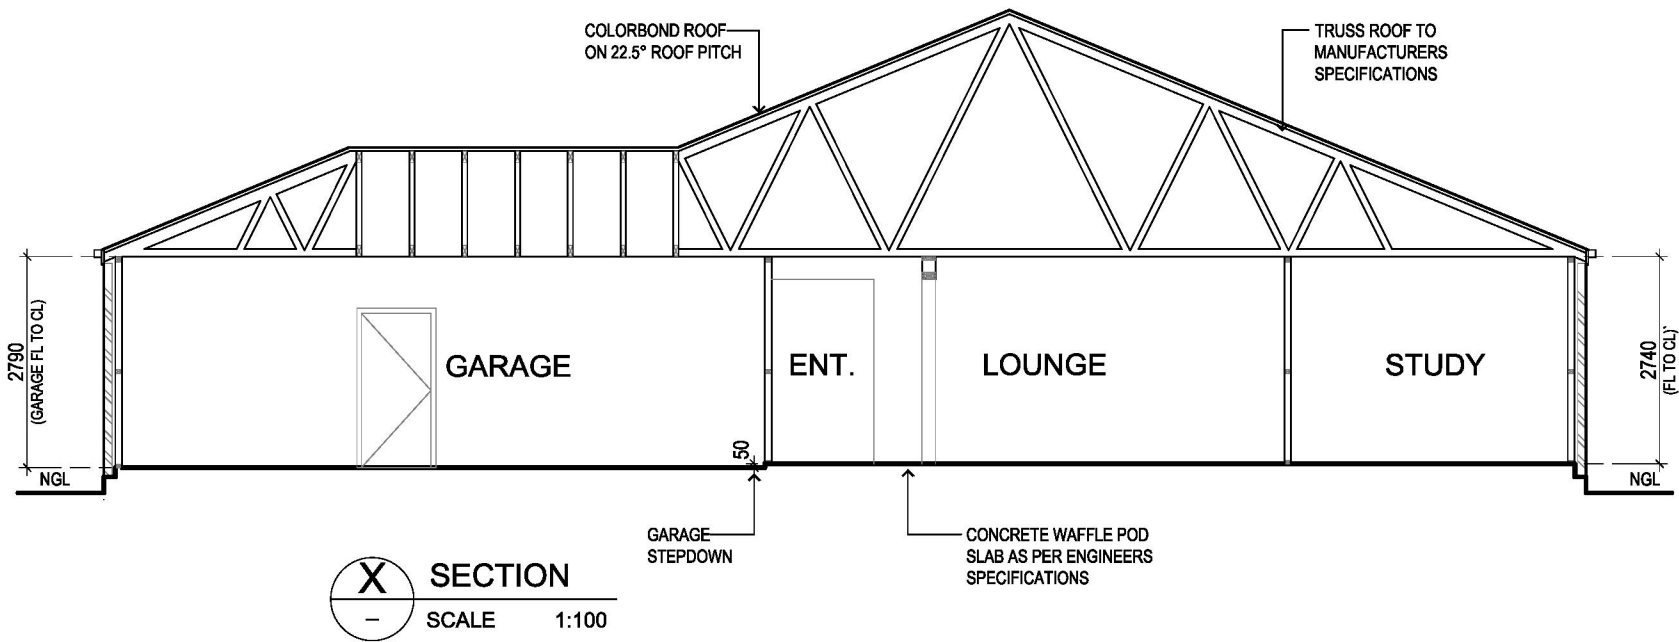 COLORBOND ROOF
ON 22.5° ROOF PITCH
TRUSS ROOF TO
MANUFACTURERS
SPECIFICATIONS
2790
(GARAGE FL TO CL)
GARAGE
ENT.
LOUNGE
STUDY
2740
(FL TO CL)
50
NGL
NGL
GARAGE
STEPDOWN
CONCRETE WAFFLE POD
SLAB AS PER ENGINEERS
SPECIFICATIONS
X
SECTION
–
SCALE 1:100